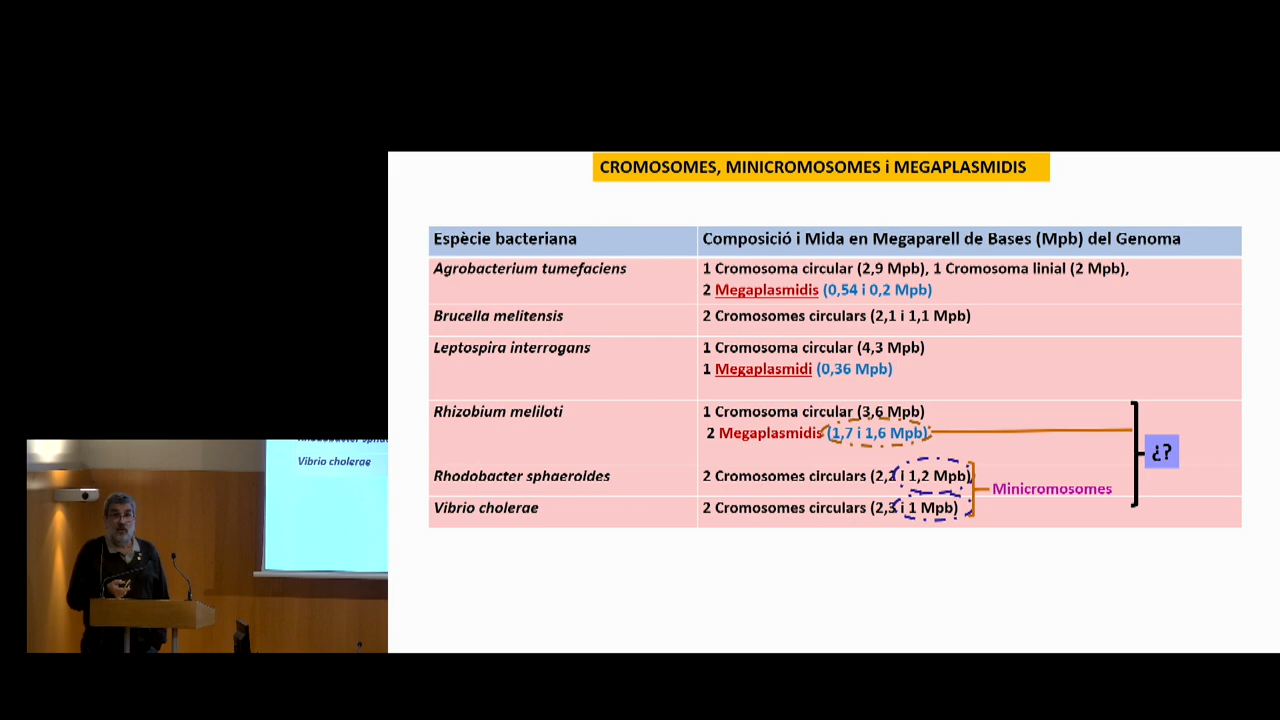 CROMOSOMES, MINICROMOSOMES i MEGAPLASMIDIS
Espècie bacteriana
Composició i Mida en Megaparell de Bases (Mpb) del Genoma
Agrobacterium tumefaciens
1 Cromosoma circular (2,9 Mpb), 1 Cromosoma linial (2 Mpb),
2 Megaplasmidis (0,54 i 0,2 Mpb)
Brucella melitensis
2 Cromosomes circulars (2,1 i 1,1 Mpb)
Leptospira interrogans
1 Cromosoma circular (4,3 Mpb)
1 Megaplasmidi (0,36 Mpb)
Rhizobium meliloti
1 Cromosoma circular (3,6 Mpb)
2 Megaplasmidis (1,7 i 1,6 Mpb)
¿?
Rhodobacter sphaeroides
2 Cromosomes circulars (2,2 i 1,2 Mpb)
Minicromosomes
Vibrio cholerae
2 Cromosomes circulars (2,3 i 1 Mpb)
Vibrio cholerae